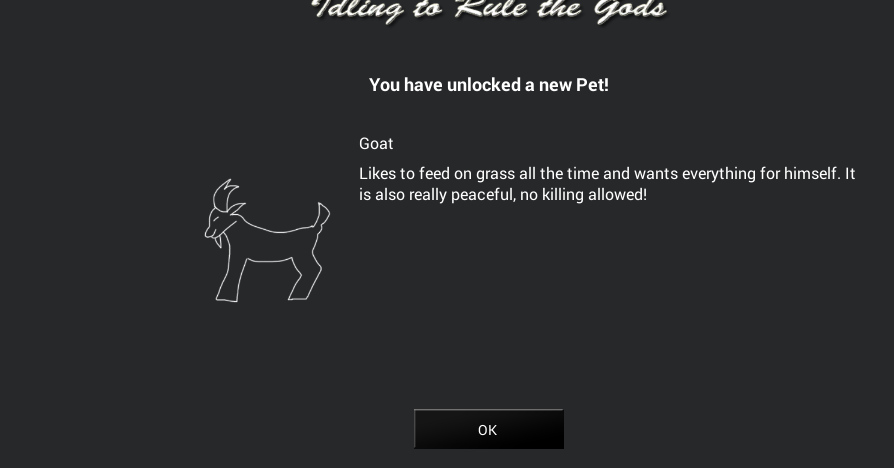 Idling to Rule the Gods
You have unlocked a new Pet!
Goat
Likes to feed on grass all the time and wants everything for himself. It
is also really peaceful, no killing allowed!
OK